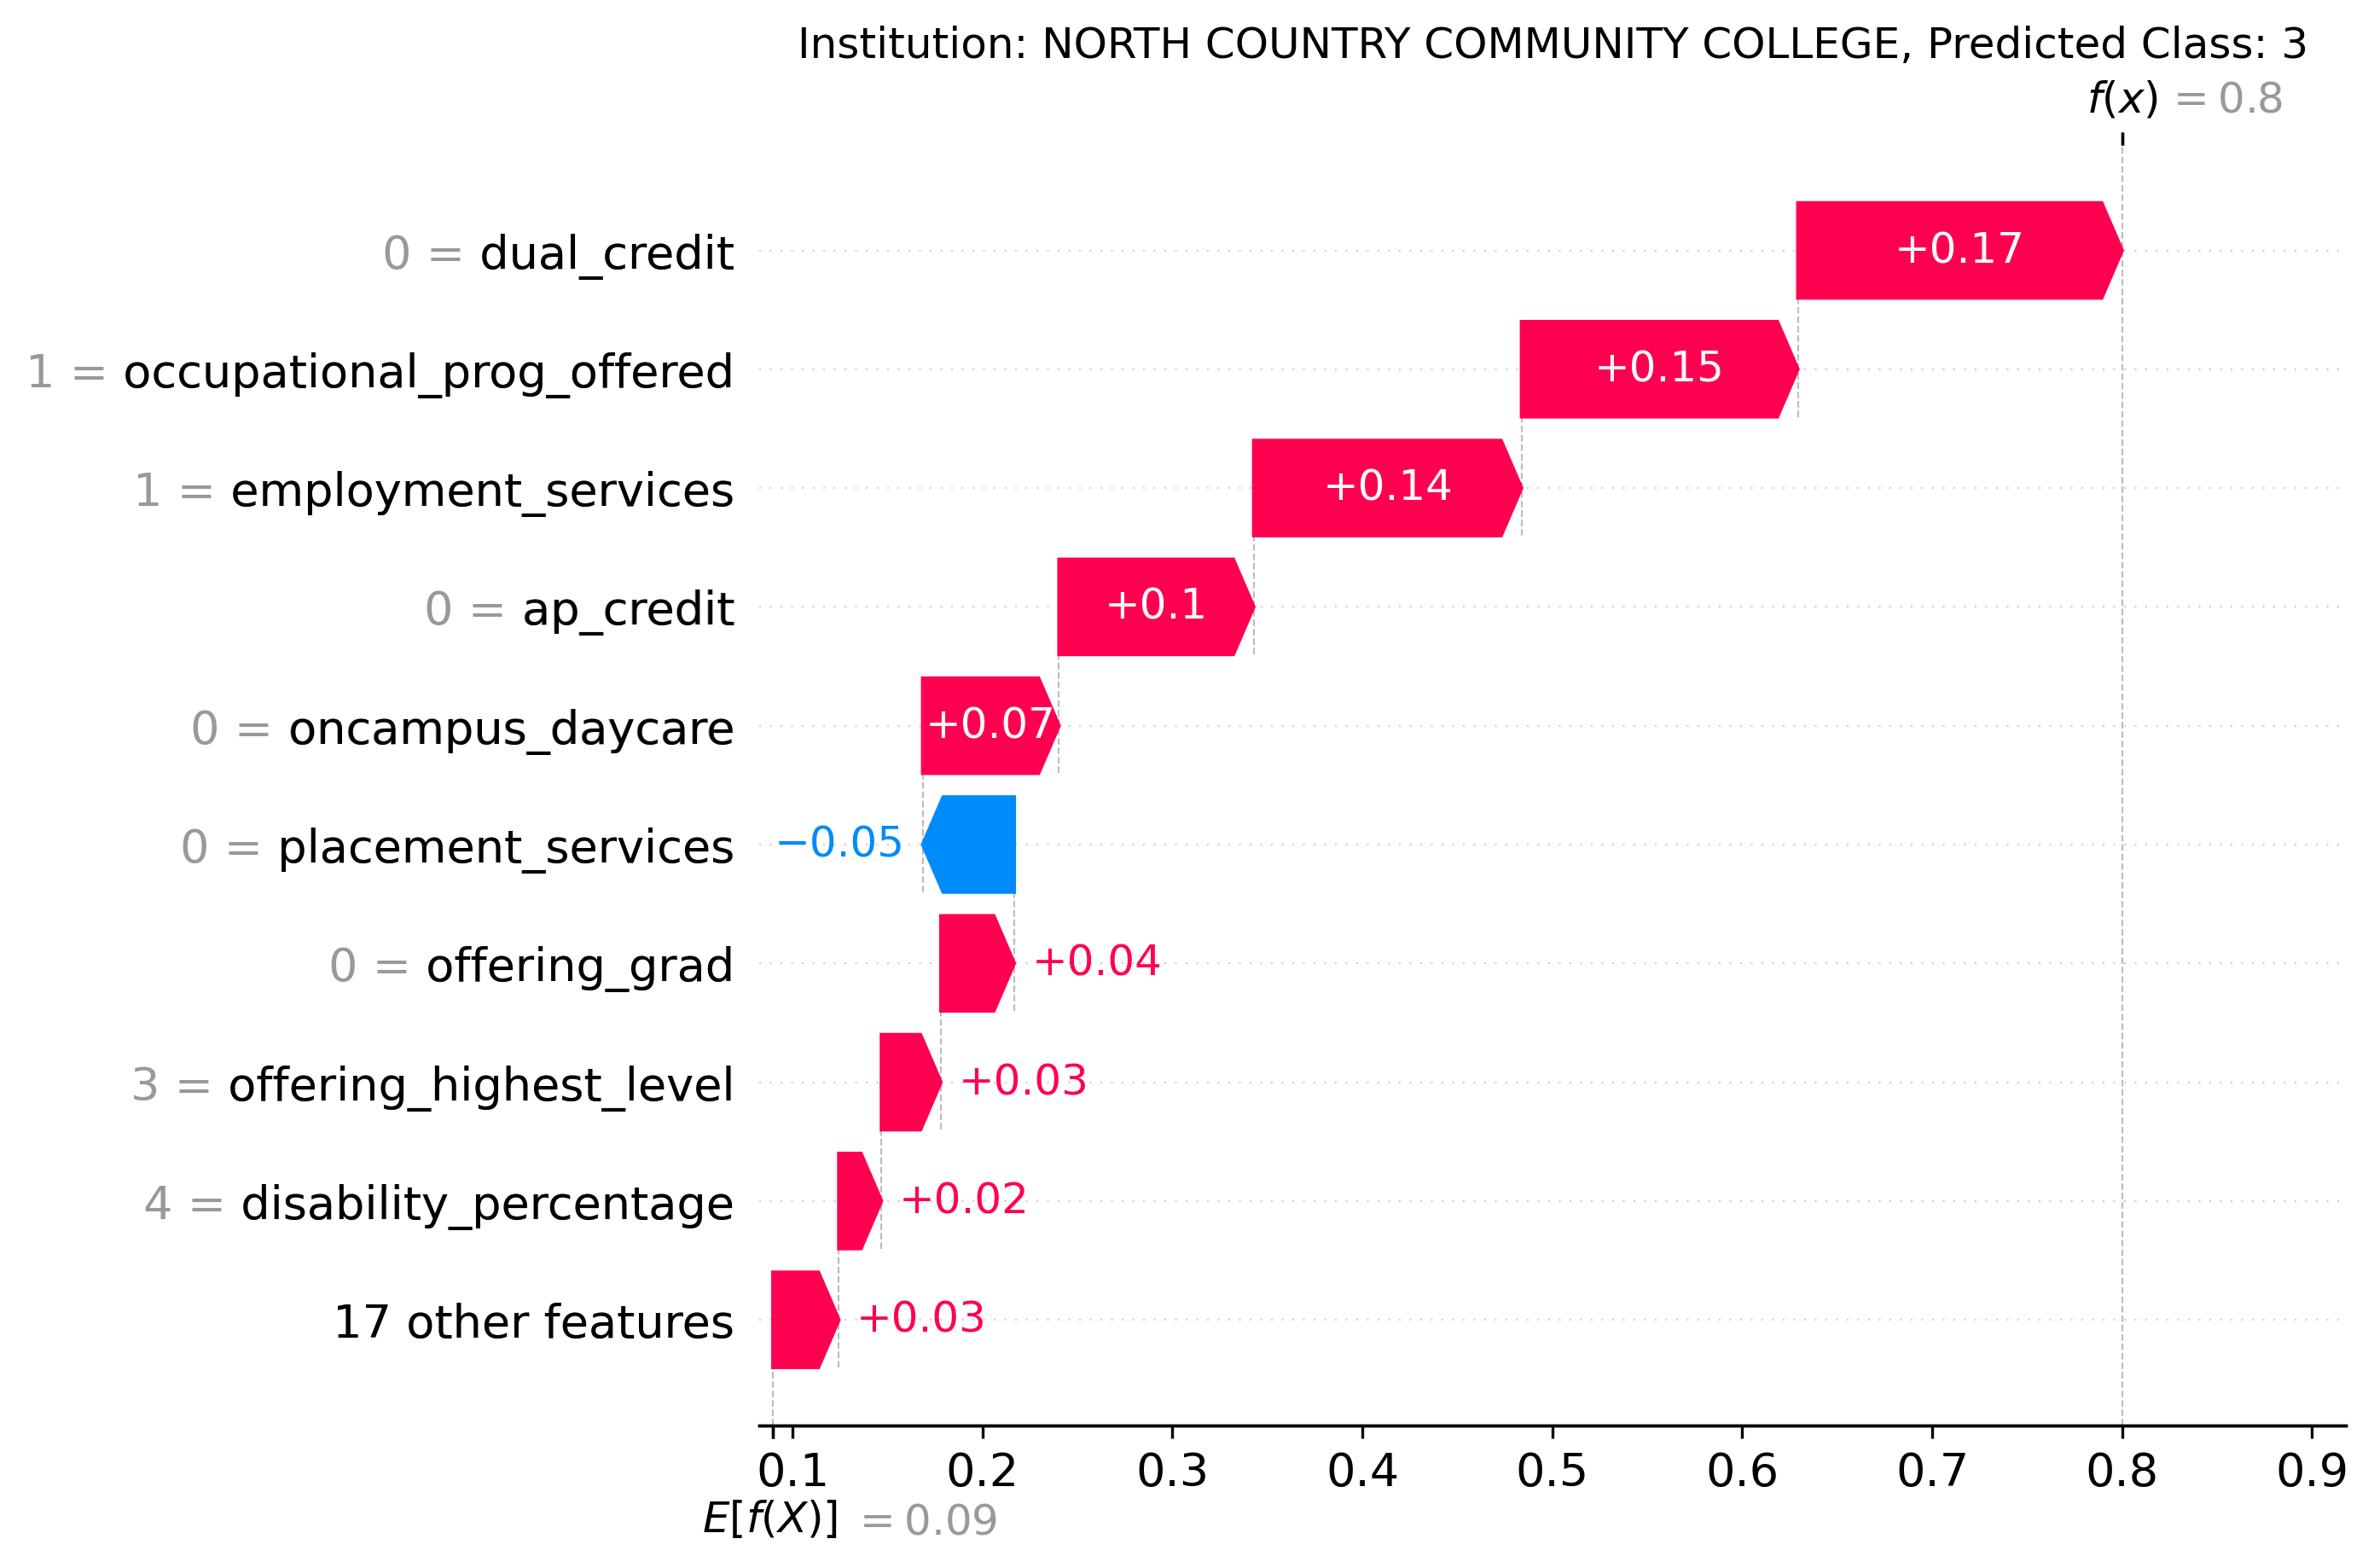 Institution: NORTH COUNTRY COMMUNITY COLLEGE, Predicted Class: 3
f(x) = 0.8
0 = dual_credit
+0.17
1 = occupational_prog_offered
+0.15
1 = employment_services
+0.14
0 = ap_credit
+0.1
0 = oncampus_daycare
+0.07
0 = placement_services
−0.05
0 = offering_grad
+0.04
3 = offering_highest_level
+0.03
4 = disability_percentage
+0.02
17 other features
+0.03
0.1 0.2 0.3 0.4 0.5 0.6 0.7 0.8 0.9
E[f(X)] = 0.09